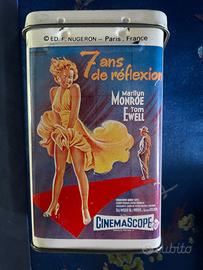 © ED. F. NUGERON - Paris, France
7 ans
de réflexion
Marilyn
MONROE
Tom
EWELL
CINEMASCOPE
subito